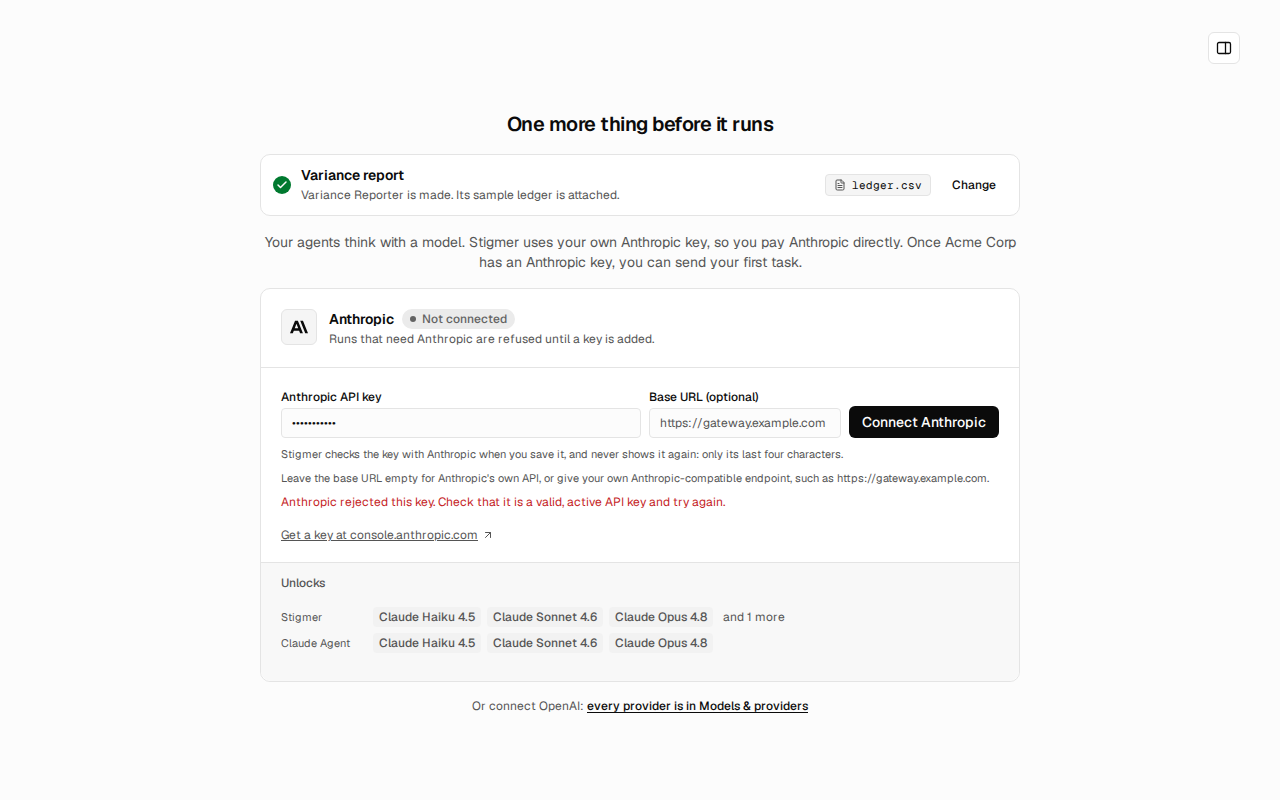 One more thing before it runs
Variance report
Variance Reporter is made. Its sample ledger is attached.
ledger.csv
Change
Your agents think with a model. Stigmer uses your own Anthropic key, so you pay Anthropic directly. Once Acme Corp
has an Anthropic key, you can send your first task.
Anthropic
Not connected
Runs that need Anthropic are refused until a key is added.
Anthropic API key
Base URL (optional)
•••••••••••
https://gateway.example.com
Connect Anthropic
Stigmer checks the key with Anthropic when you save it, and never shows it again: only its last four characters.
Leave the base URL empty for Anthropic's own API, or give your own Anthropic-compatible endpoint, such as https://gateway.example.com.
Anthropic rejected this key. Check that it is a valid, active API key and try again.
Get a key at console.anthropic.com
Unlocks
Stigmer
Claude Haiku 4.5
Claude Sonnet 4.6
Claude Opus 4.8
and 1 more
Claude Agent
Claude Haiku 4.5
Claude Sonnet 4.6
Claude Opus 4.8
Or connect OpenAI: every provider is in Models & providers